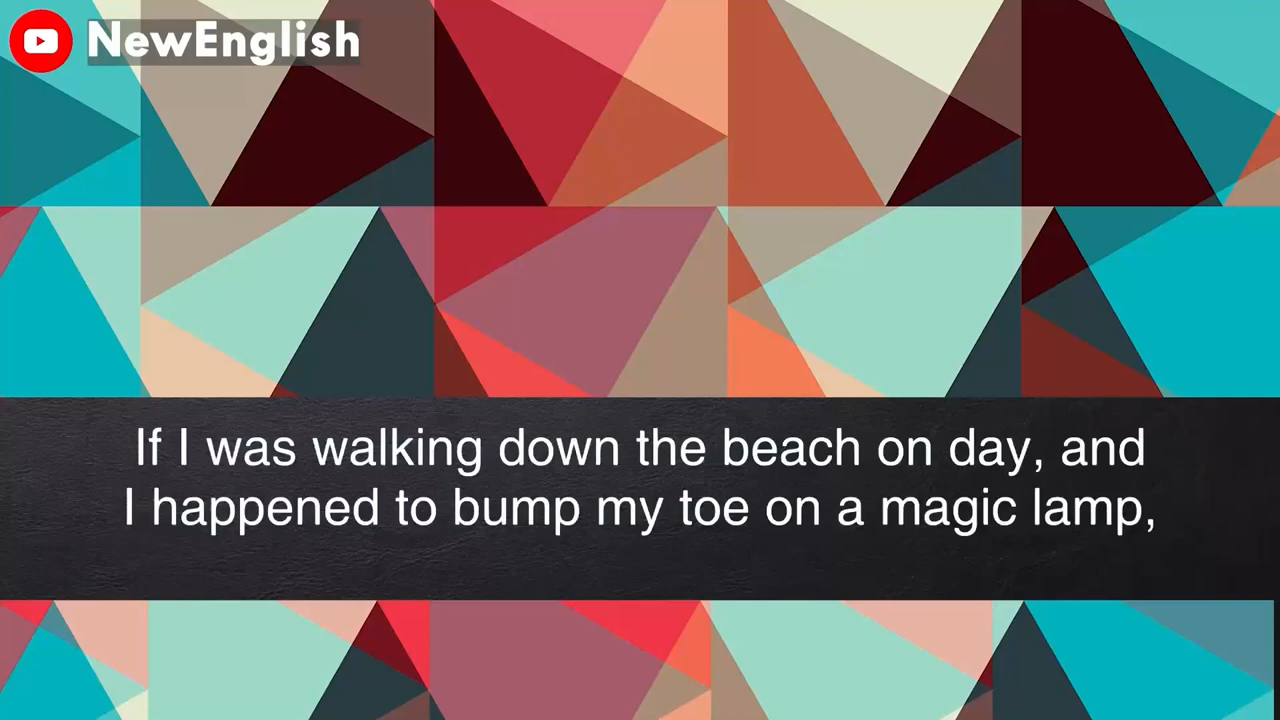 NewEnglish
If I was walking down the beach on day, and
I happened to bump my toe on a magic lamp,